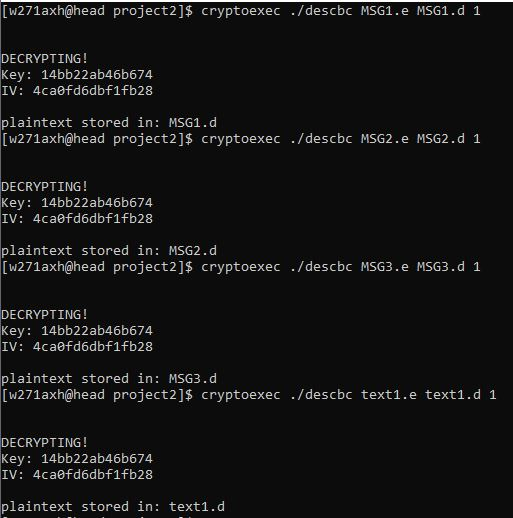 [w271axh@head project2]$ cryptoexec ./descbc MSG1.e MSG1.d 1
DECRYPTING!
Key: 14bb22ab46b674
IV: 4ca0fd6dbf1fb28
plaintext stored in: MSG1.d
[w271axh@head project2]$ cryptoexec ./descbc MSG2.e MSG2.d 1
DECRYPTING!
Key: 14bb22ab46b674
IV: 4ca0fd6dbf1fb28
plaintext stored in: MSG2.d
[w271axh@head project2]$ cryptoexec ./descbc MSG3.e MSG3.d 1
DECRYPTING!
Key: 14bb22ab46b674
IV: 4ca0fd6dbf1fb28
plaintext stored in: MSG3.d
[w271axh@head project2]$ cryptoexec ./descbc text1.e text1.d 1
DECRYPTING!
Key: 14bb22ab46b674
IV: 4ca0fd6dbf1fb28
plaintext stored in: text1.d